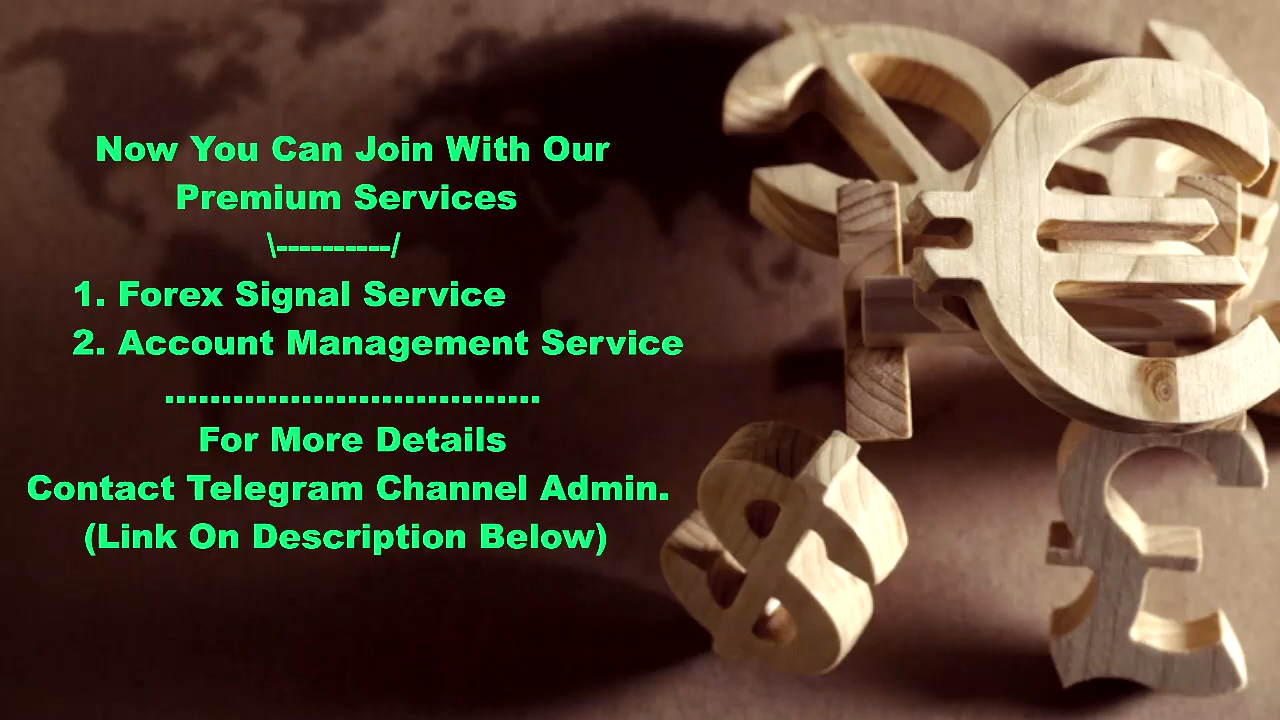 Now You Can Join With Our
Premium Services
\----------/
1. Forex Signal Service
2. Account Management Service
.................................
For More Details
Contact Telegram Channel Admin.
(Link On Description Below)